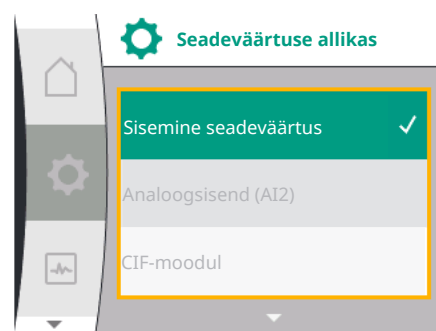 Seadeväärtuse allikas
Sisemine seadeväärtus
Analoogsisend (AI2)
CIF-moodul